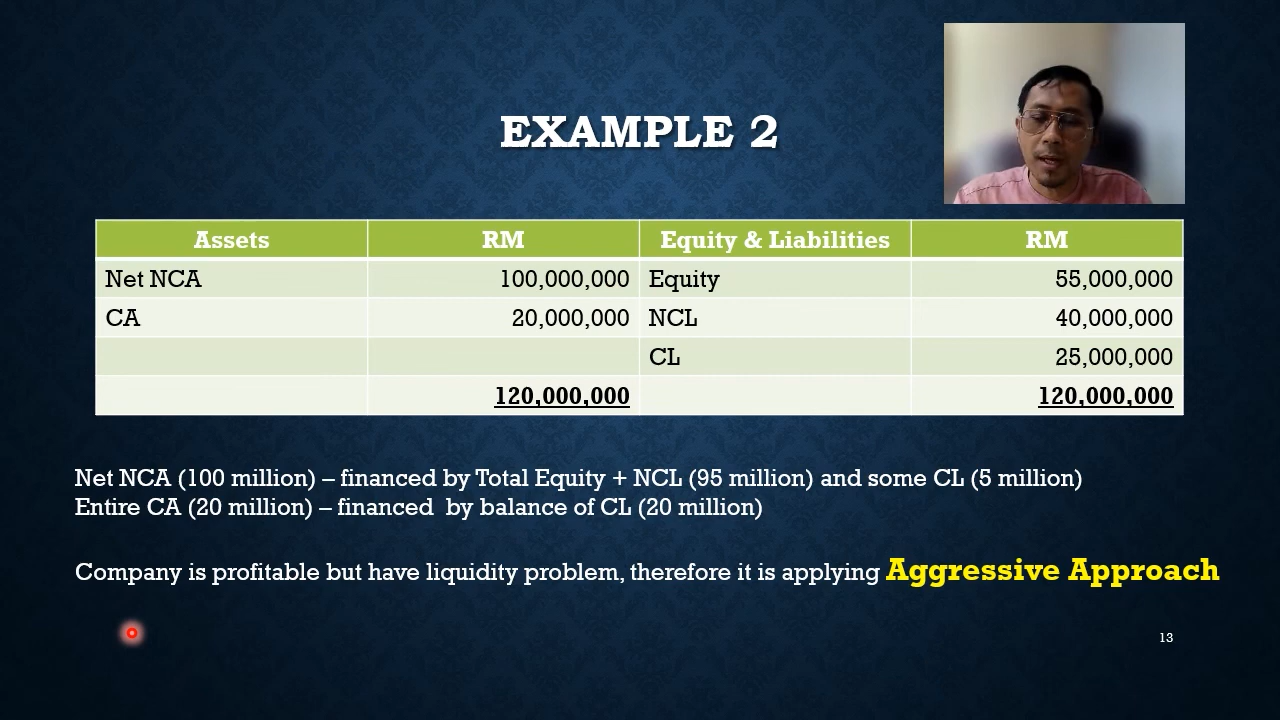 EXAMPLE 2
Assets RM Equity & Liabilities RM
Net NCA 100,000,000 Equity 55,000,000
CA 20,000,000 NCL 40,000,000
CL 25,000,000
120,000,000 120,000,000
Net NCA (100 million) – financed by Total Equity + NCL (95 million) and some CL (5 million)
Entire CA (20 million) – financed by balance of CL (20 million)
Company is profitable but have liquidity problem, therefore it is applying Aggressive Approach
13